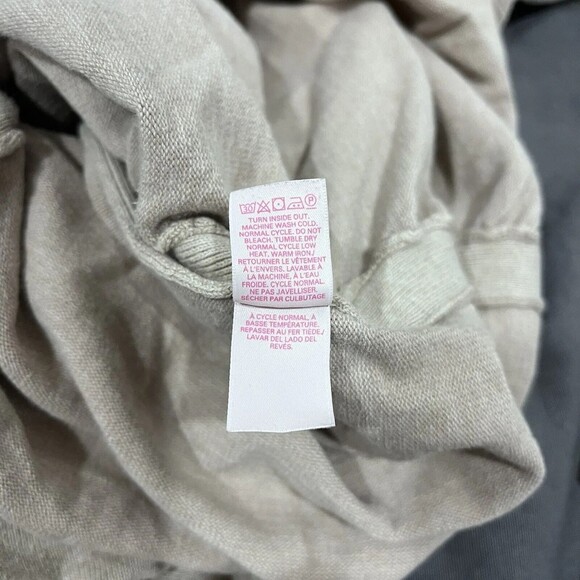 30 P
TURN INSIDE OUT.
MACHINE WASH COLD,
NORMAL CYCLE. DO NOT
BLEACH. TUMBLE DRY
NORMAL CYCLE LOW
HEAT, WARM IRON/
RETOURNER LE VÊTEMENT
À L'ENVERS. LAVABLE À
LA MACHINE, À L'EAU
FROIDE. CYCLE NORMAL.
NE PAS JAVELLISER.
SÉCHER PAR CULBUTAGE
À CYCLE NORMAL, À
BASSE TEMPÉRATURE.
REPASSER AU FER TIÈDE/
LAVAR DEL LADO DEL
REVÉS.